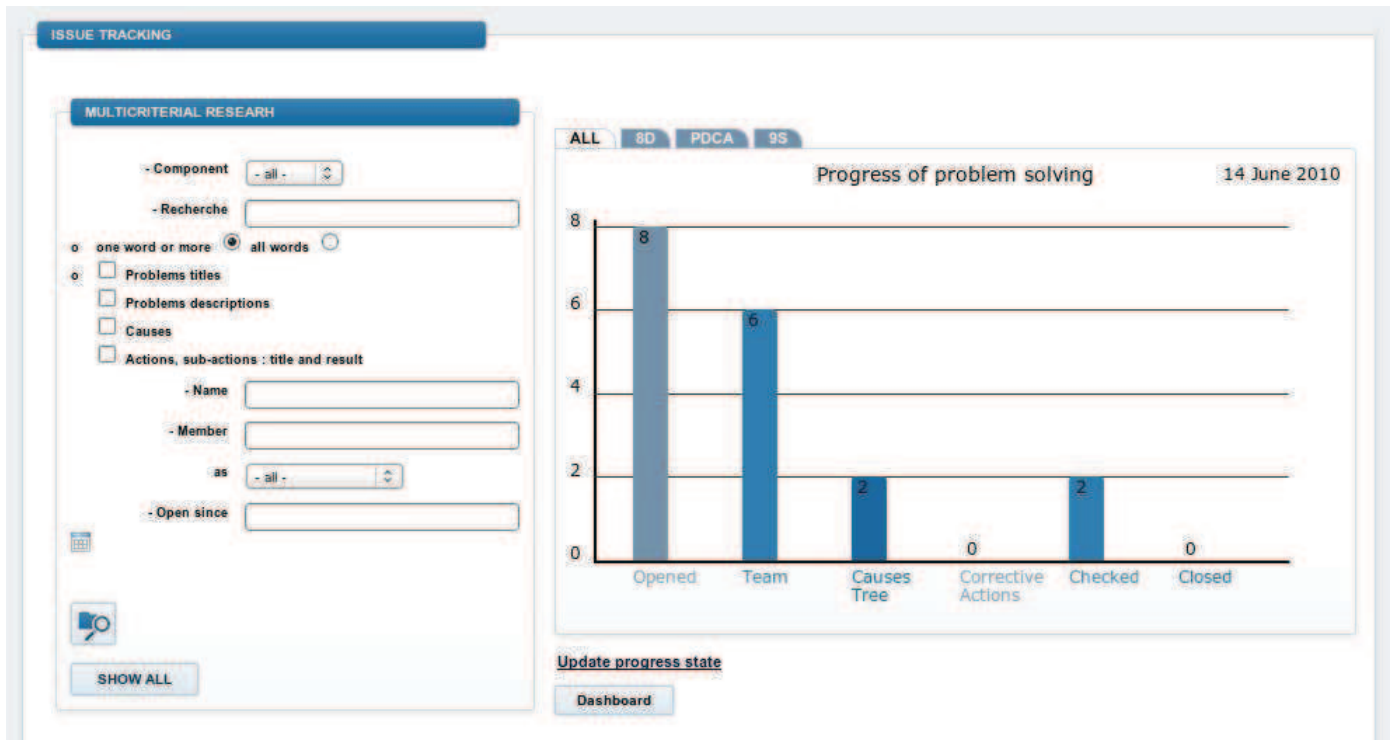 ISSUE TRACKING
MULTICRITERIAL RESEARH
- Component
- all -
- Recherche
o one word or more all words
o Problems titles
Problems descriptions
Causes
Actions, sub-actions : title and result
- Name
- Member
as
- all -
- Open since
SHOW ALL
ALL 8D PDCA 9S
Progress of problem solving 14 June 2010
8
6
4
2
0
8
6
2
0
2
0
Opened Team Causes Corrective Checked Closed
Tree Actions
Update progress state
Dashboard